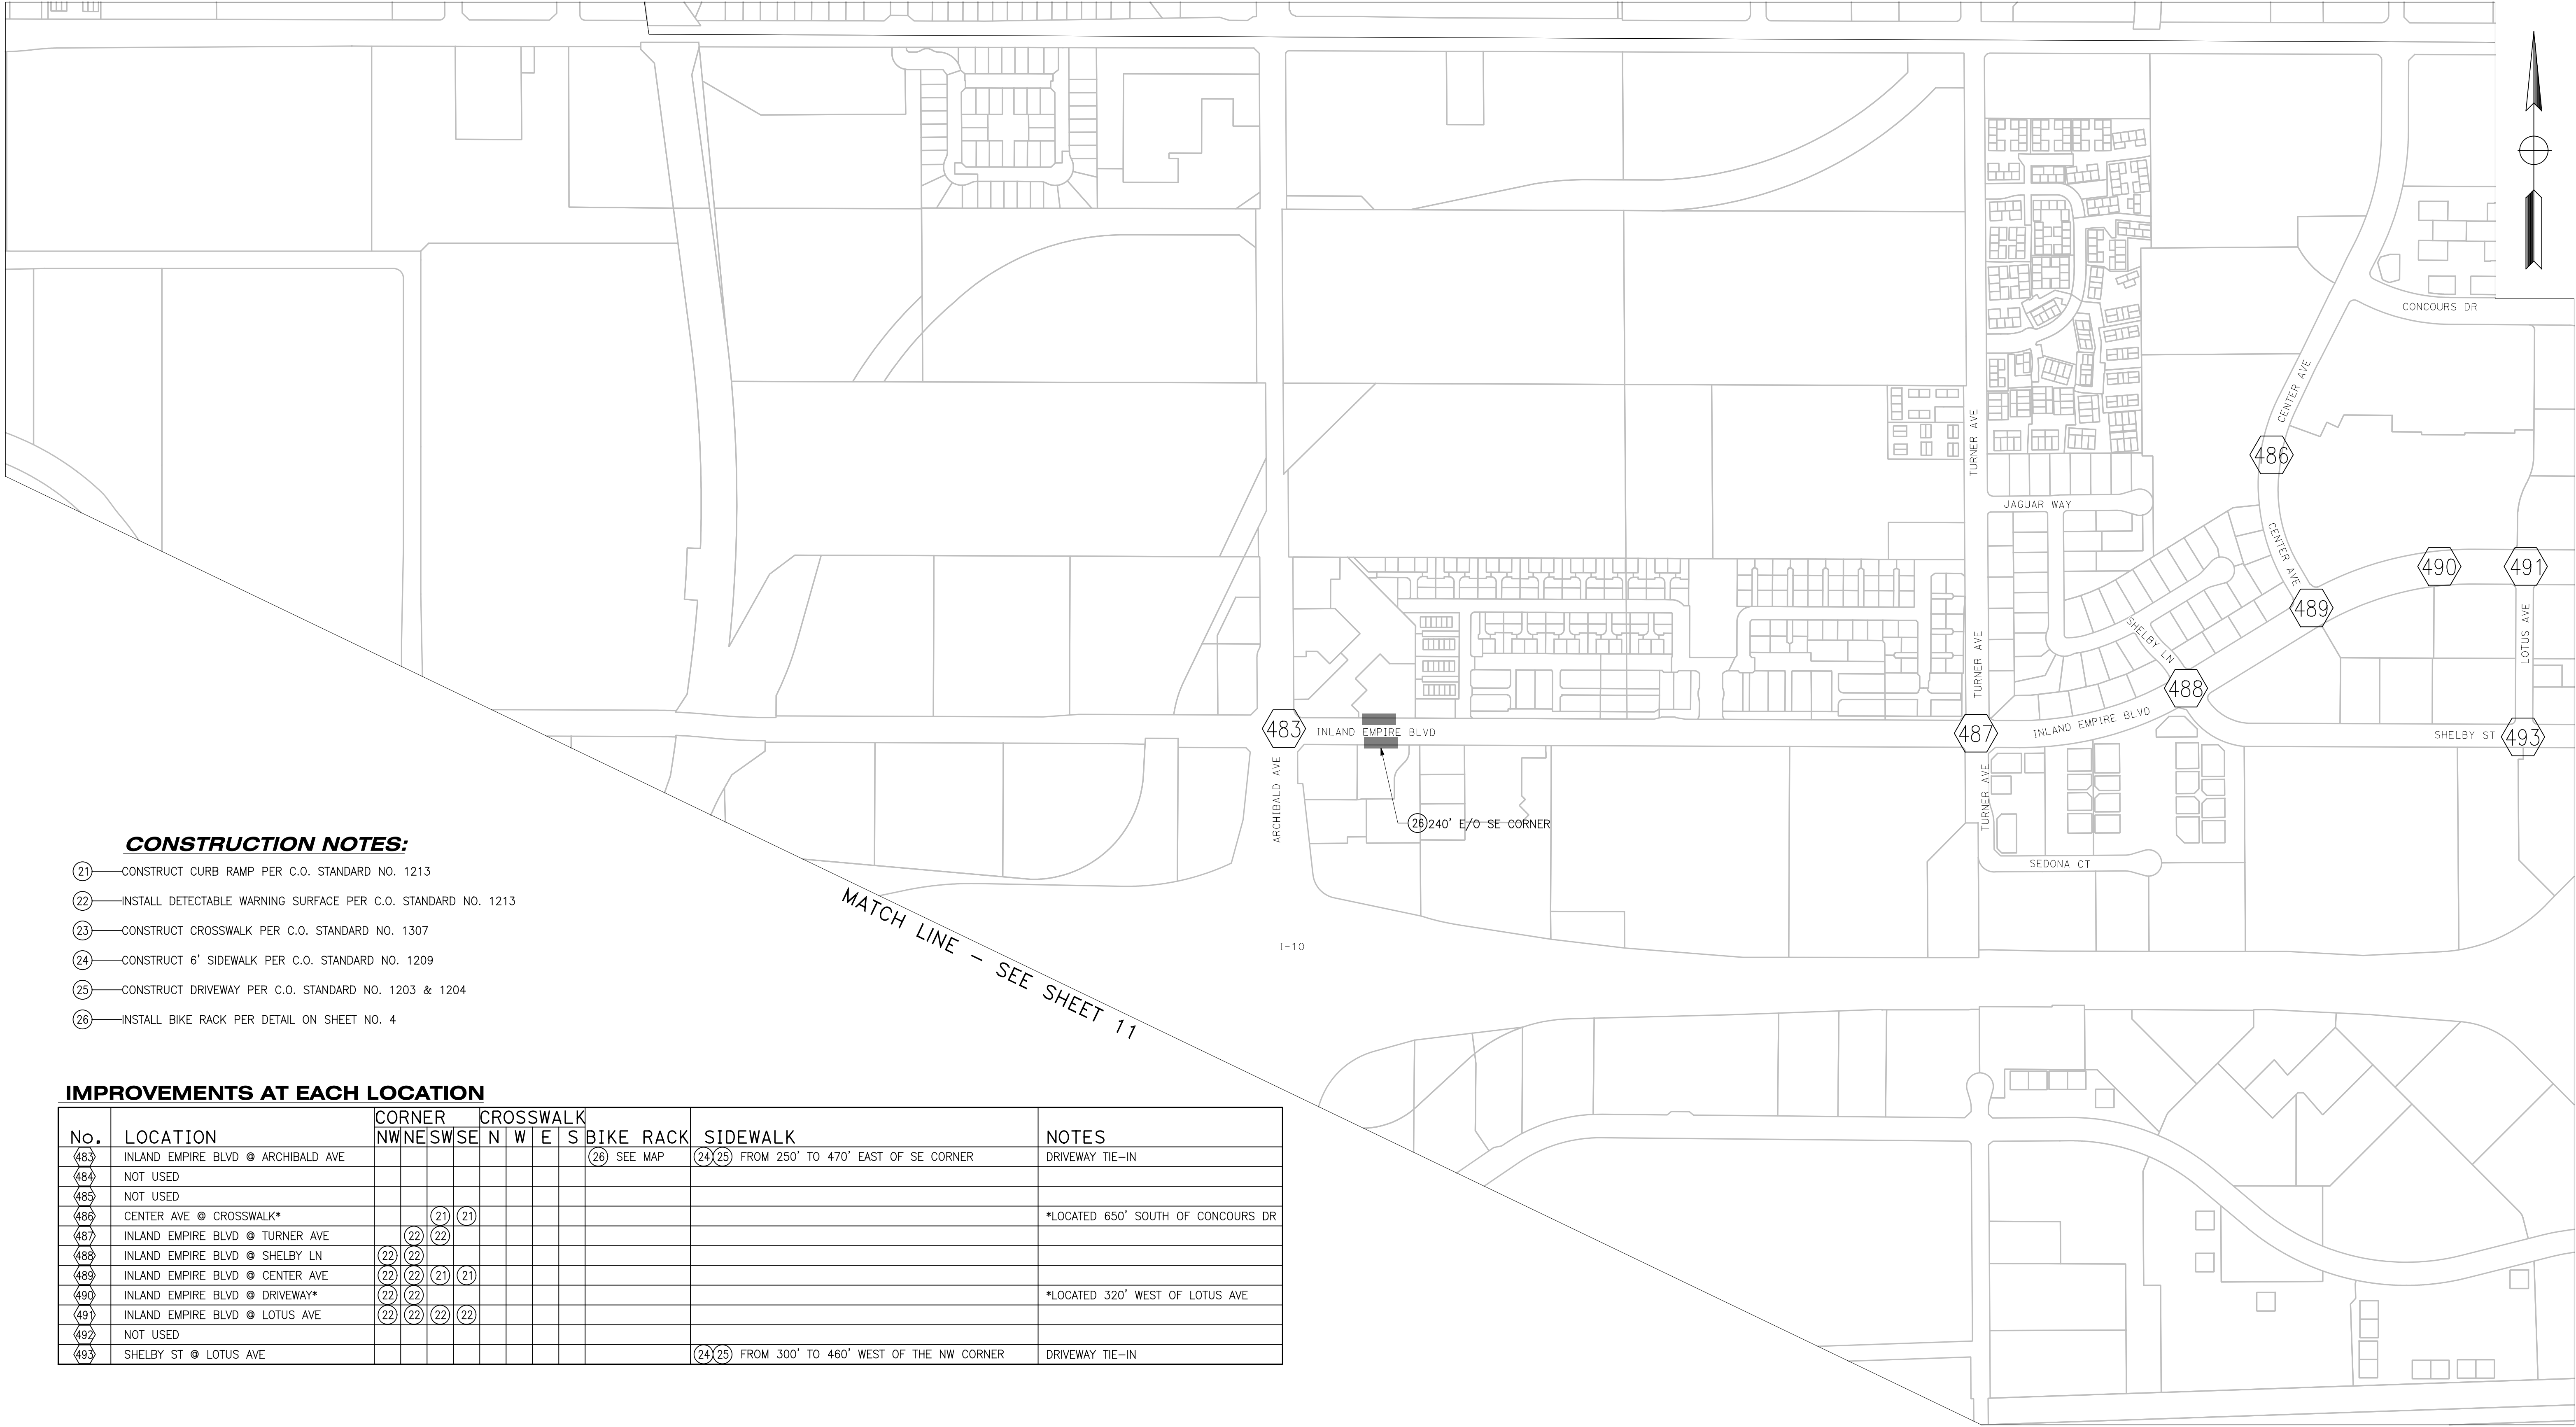 CONCOURS DR
CENTER AVE
TURNER AVE
486
JAGUAR WAY
CENTER AVE
490
491
489
SHELBY LN
LOTUS AVE
TURNER AVE
488
483
INLAND EMPIRE BLVD
487
INLAND EMPIRE BLVD
SHELBY ST
493
ARCHIBALD AVE
TURNER AVE
26 240' E/O SE CORNER
SEDONA CT
I-10
MATCH LINE - SEE SHEET 11
CONSTRUCTION NOTES:
21 CONSTRUCT CURB RAMP PER C.O. STANDARD NO. 1213
22 INSTALL DETECTABLE WARNING SURFACE PER C.O. STANDARD NO. 1213
23 CONSTRUCT CROSSWALK PER C.O. STANDARD NO. 1307
24 CONSTRUCT 6' SIDEWALK PER C.O. STANDARD NO. 1209
25 CONSTRUCT DRIVEWAY PER C.O. STANDARD NO. 1203 & 1204
26 INSTALL BIKE RACK PER DETAIL ON SHEET NO. 4
IMPROVEMENTS AT EACH LOCATION
CORNER CROSSWALK
No. LOCATION NW NE SW SE N W E S BIKE RACK SIDEWALK NOTES
483 INLAND EMPIRE BLVD @ ARCHIBALD AVE 26 SEE MAP 24 25 FROM 250' TO 470' EAST OF SE CORNER DRIVEWAY TIE-IN
484 NOT USED
485 NOT USED
486 CENTER AVE @ CROSSWALK* 21 21 *LOCATED 650' SOUTH OF CONCOURS DR
487 INLAND EMPIRE BLVD @ TURNER AVE 22 22
488 INLAND EMPIRE BLVD @ SHELBY LN 22 22
489 INLAND EMPIRE BLVD @ CENTER AVE 22 22 21 21
490 INLAND EMPIRE BLVD @ DRIVEWAY* 22 22 *LOCATED 320' WEST OF LOTUS AVE
491 INLAND EMPIRE BLVD @ LOTUS AVE 22 22 22 22
492 NOT USED
493 SHELBY ST @ LOTUS AVE 24 25 FROM 300' TO 460' WEST OF THE NW CORNER DRIVEWAY TIE-IN